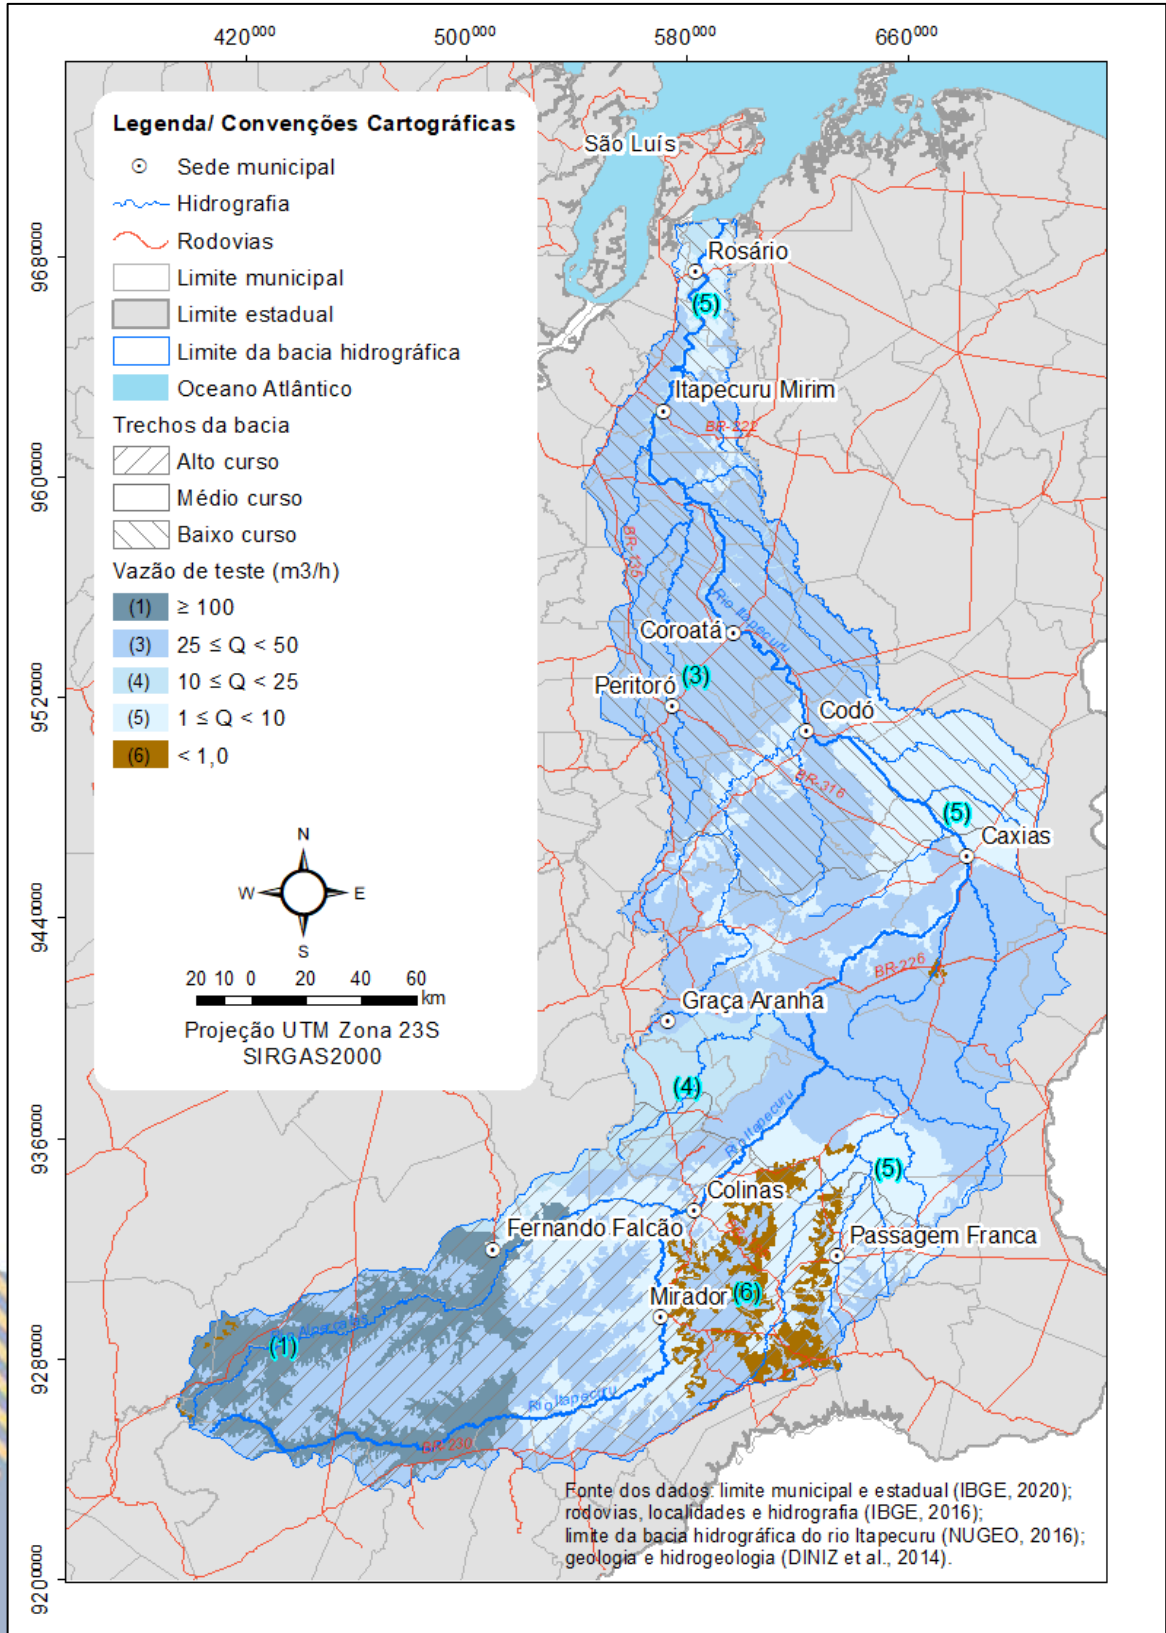 420000 500000 580000 660000
Legenda/ Convenções Cartográficas
Sede municipal
Hidrografia
Rodovias
Limite municipal
Limite estadual
Limite da bacia hidrográfica
Oceano Atlântico
Trechos da bacia
Alto curso
Médio curso
Baixo curso
Vazão de teste (m3/h)
(1) ≥ 100
(3) 25 ≤ Q < 50
(4) 10 ≤ Q < 25
(5) 1 ≤ Q < 10
(6) < 1,0
N
W E
S
20 10 0 20 40 60
km
Projeção UTM Zona 23S
SIRGAS2000
9680000
9600000
9520000
9440000
9360000
9280000
9200000
São Luís
Rosário
(5)
Itapecuru Mirim
BR-222
BR-135
Rio Itapecuru
Coroatá
(3)
Peritoró
Codó
BR-316
(5)
Caxias
BR-226
Graça Aranha
(4)
Rio Itapecuru
(5)
Colinas
Fernando Falcão
Passagem Franca
(6)
Mirador
(1)
Rio Itapecuru
BR-230
Fonte dos dados: limite municipal e estadual (IBGE, 2020);
rodovias, localidades e hidrografia (IBGE, 2016);
limite da bacia hidrográfica do rio Itapecuru (NUGEO, 2016);
geologia e hidrogeologia (DINIZ et al., 2014).